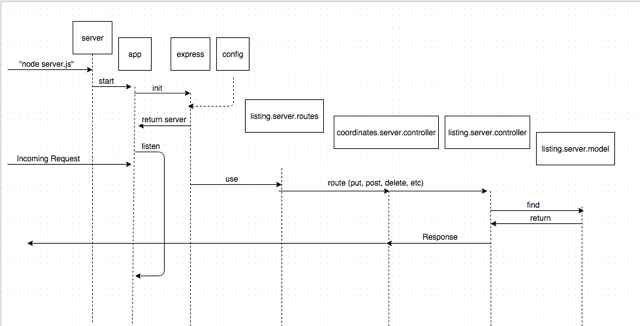 server
app
express
config
"node server.js"
start
init
listing.server.routes
return server
coordinates.server.controller
listing.server.controller
listen
listing.server.model
Incoming Request
use
route (put, post, delete, etc)
find
return
Response